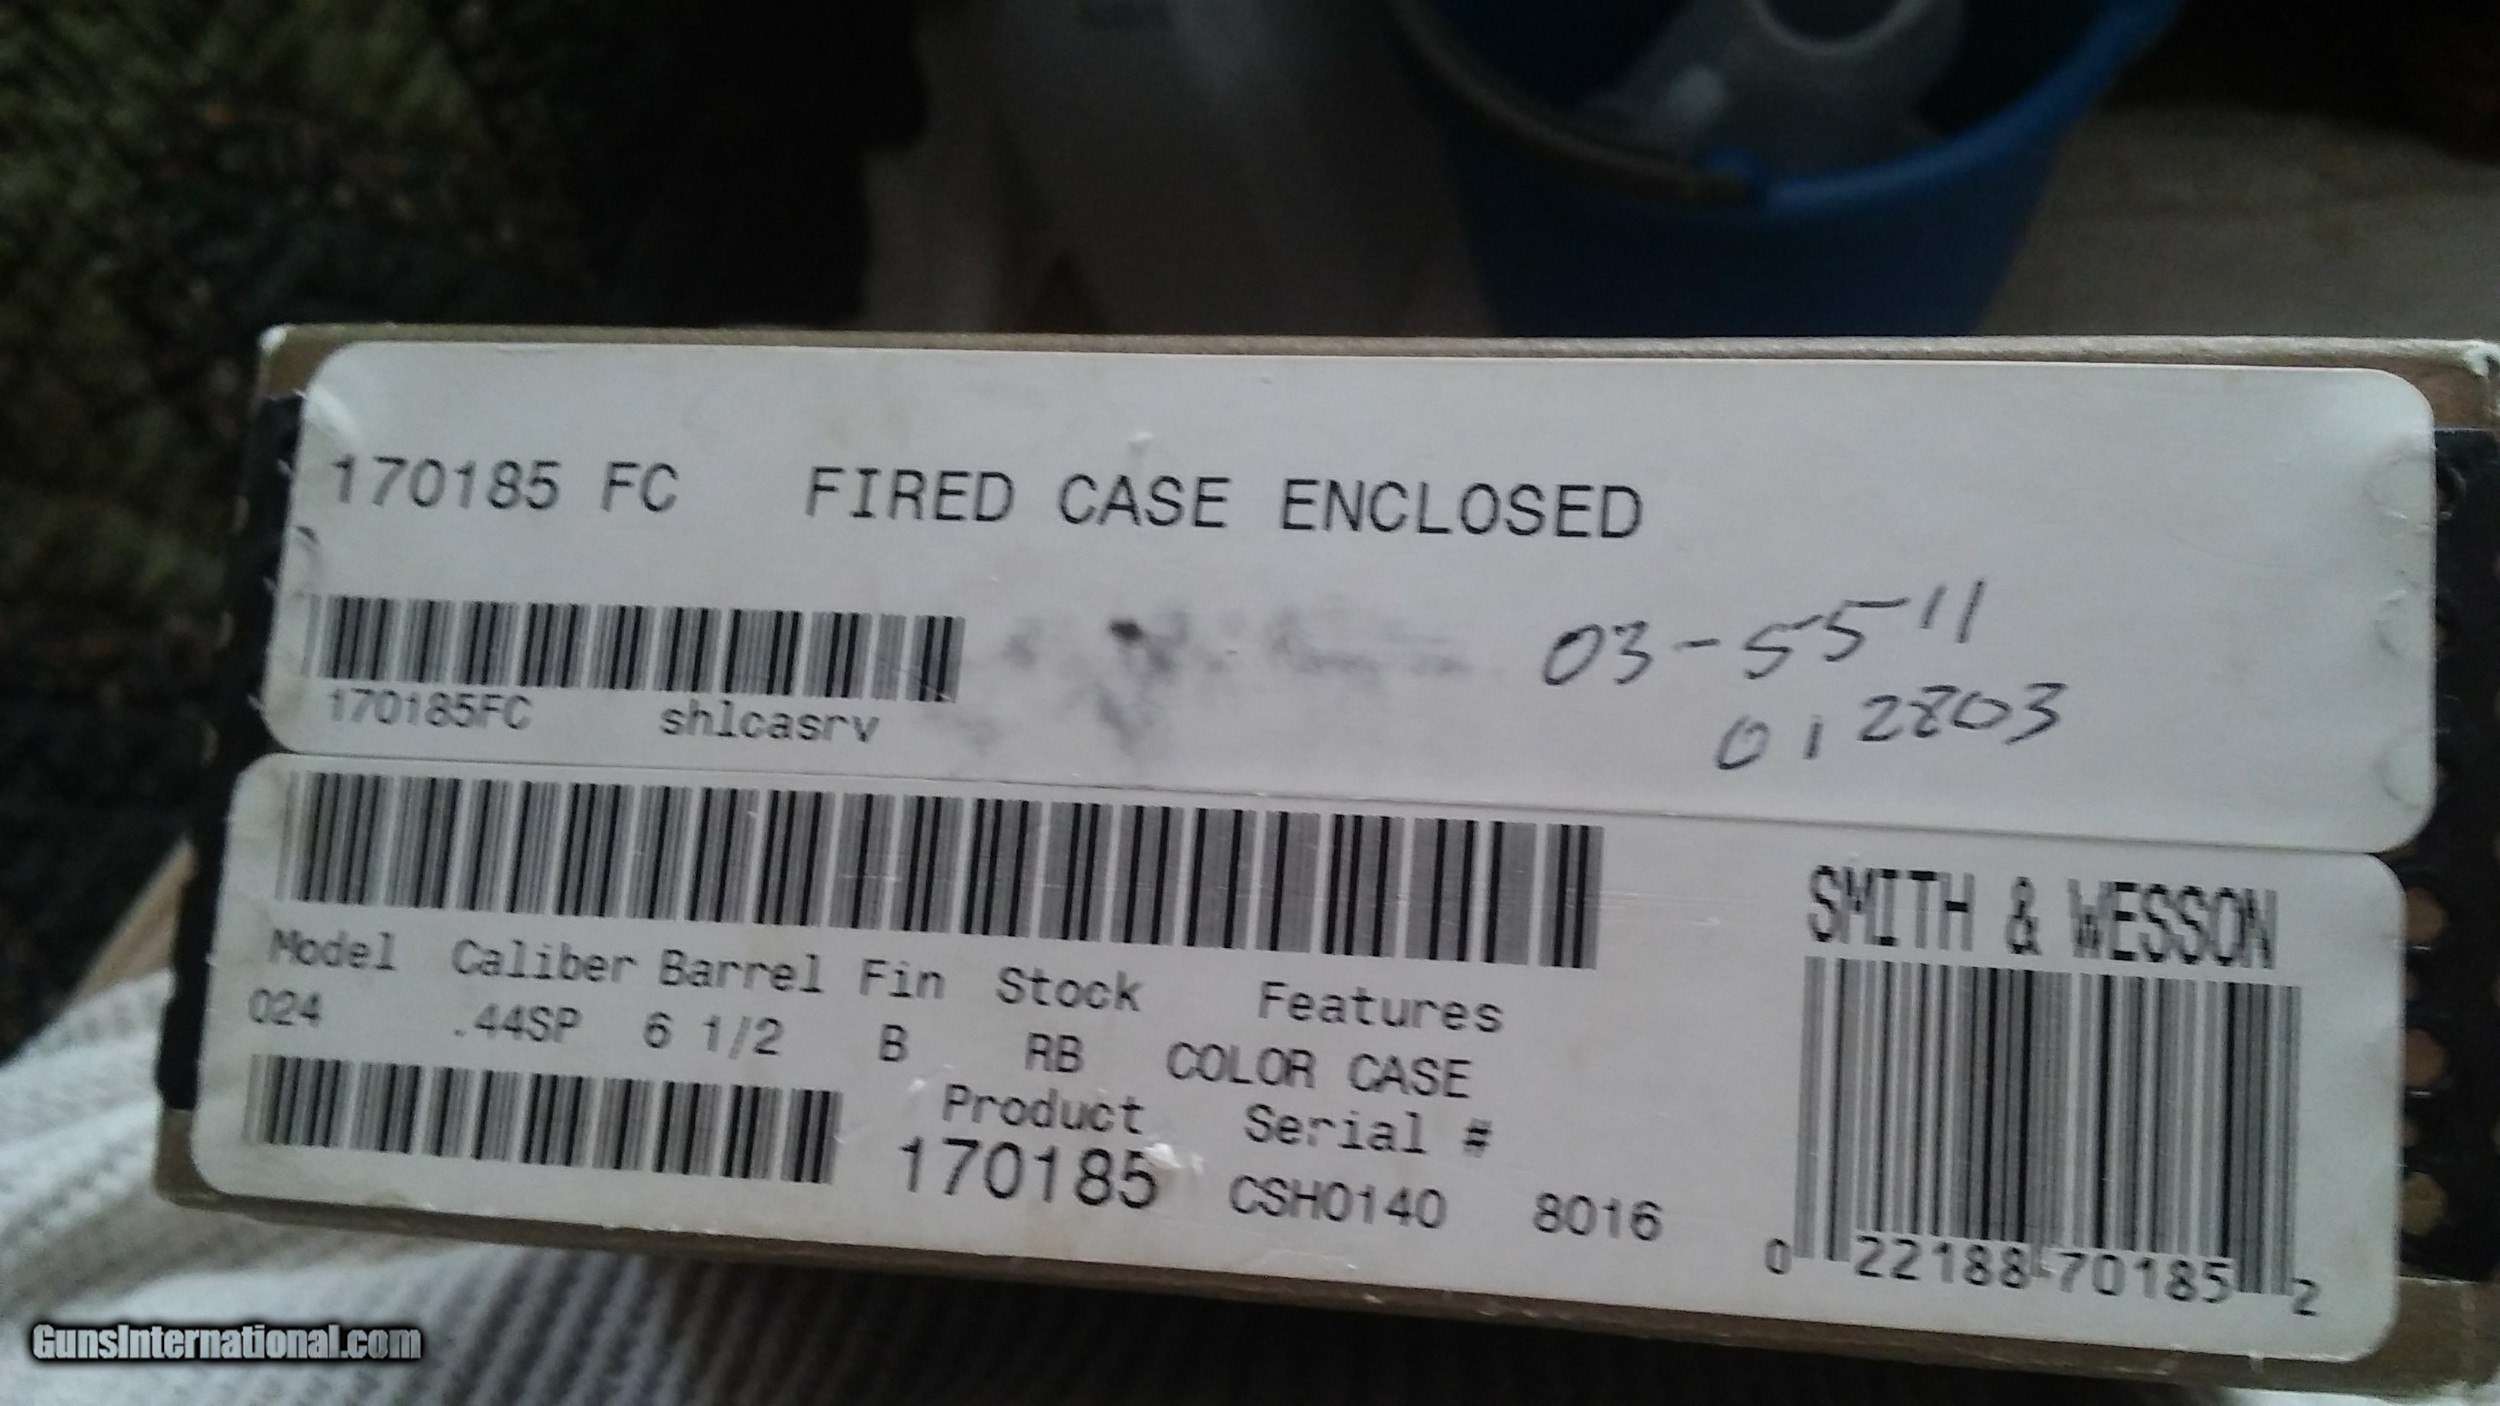 170185 FC FIRED CASE ENCLOSED
03-5511
012803
170185FC shlcasrv
SMITH & WESSON
Model Caliber Barrel Fin Stock Features
024 .44SP 6 1/2 B RB COLOR CASE
Product Serial #
170185 CSH0140 8016
0 22188 70185 2
GunsInternational.com